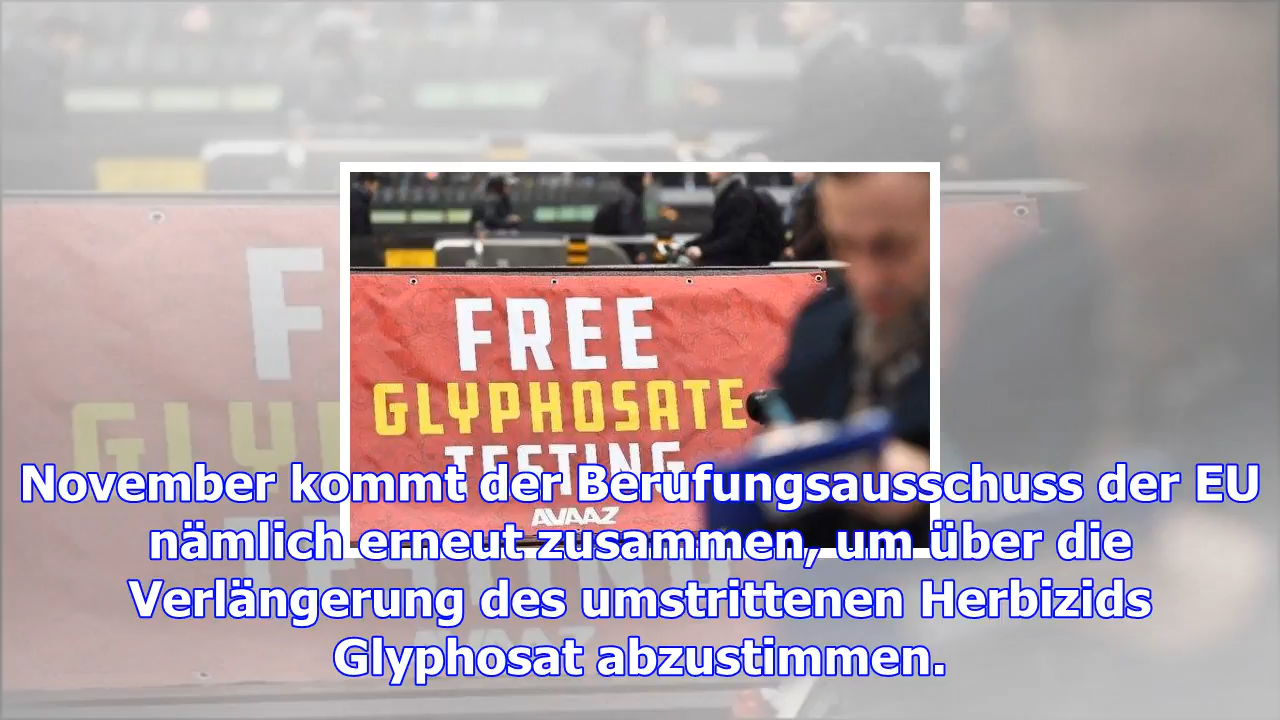 FREE
GLYPHOSATE
TESTING
AVAAZ
November kommt der Berufungsausschuss der EU
nämlich erneut zusammen, um über die
Verlängerung des umstrittenen Herbizids
Glyphosat abzustimmen.